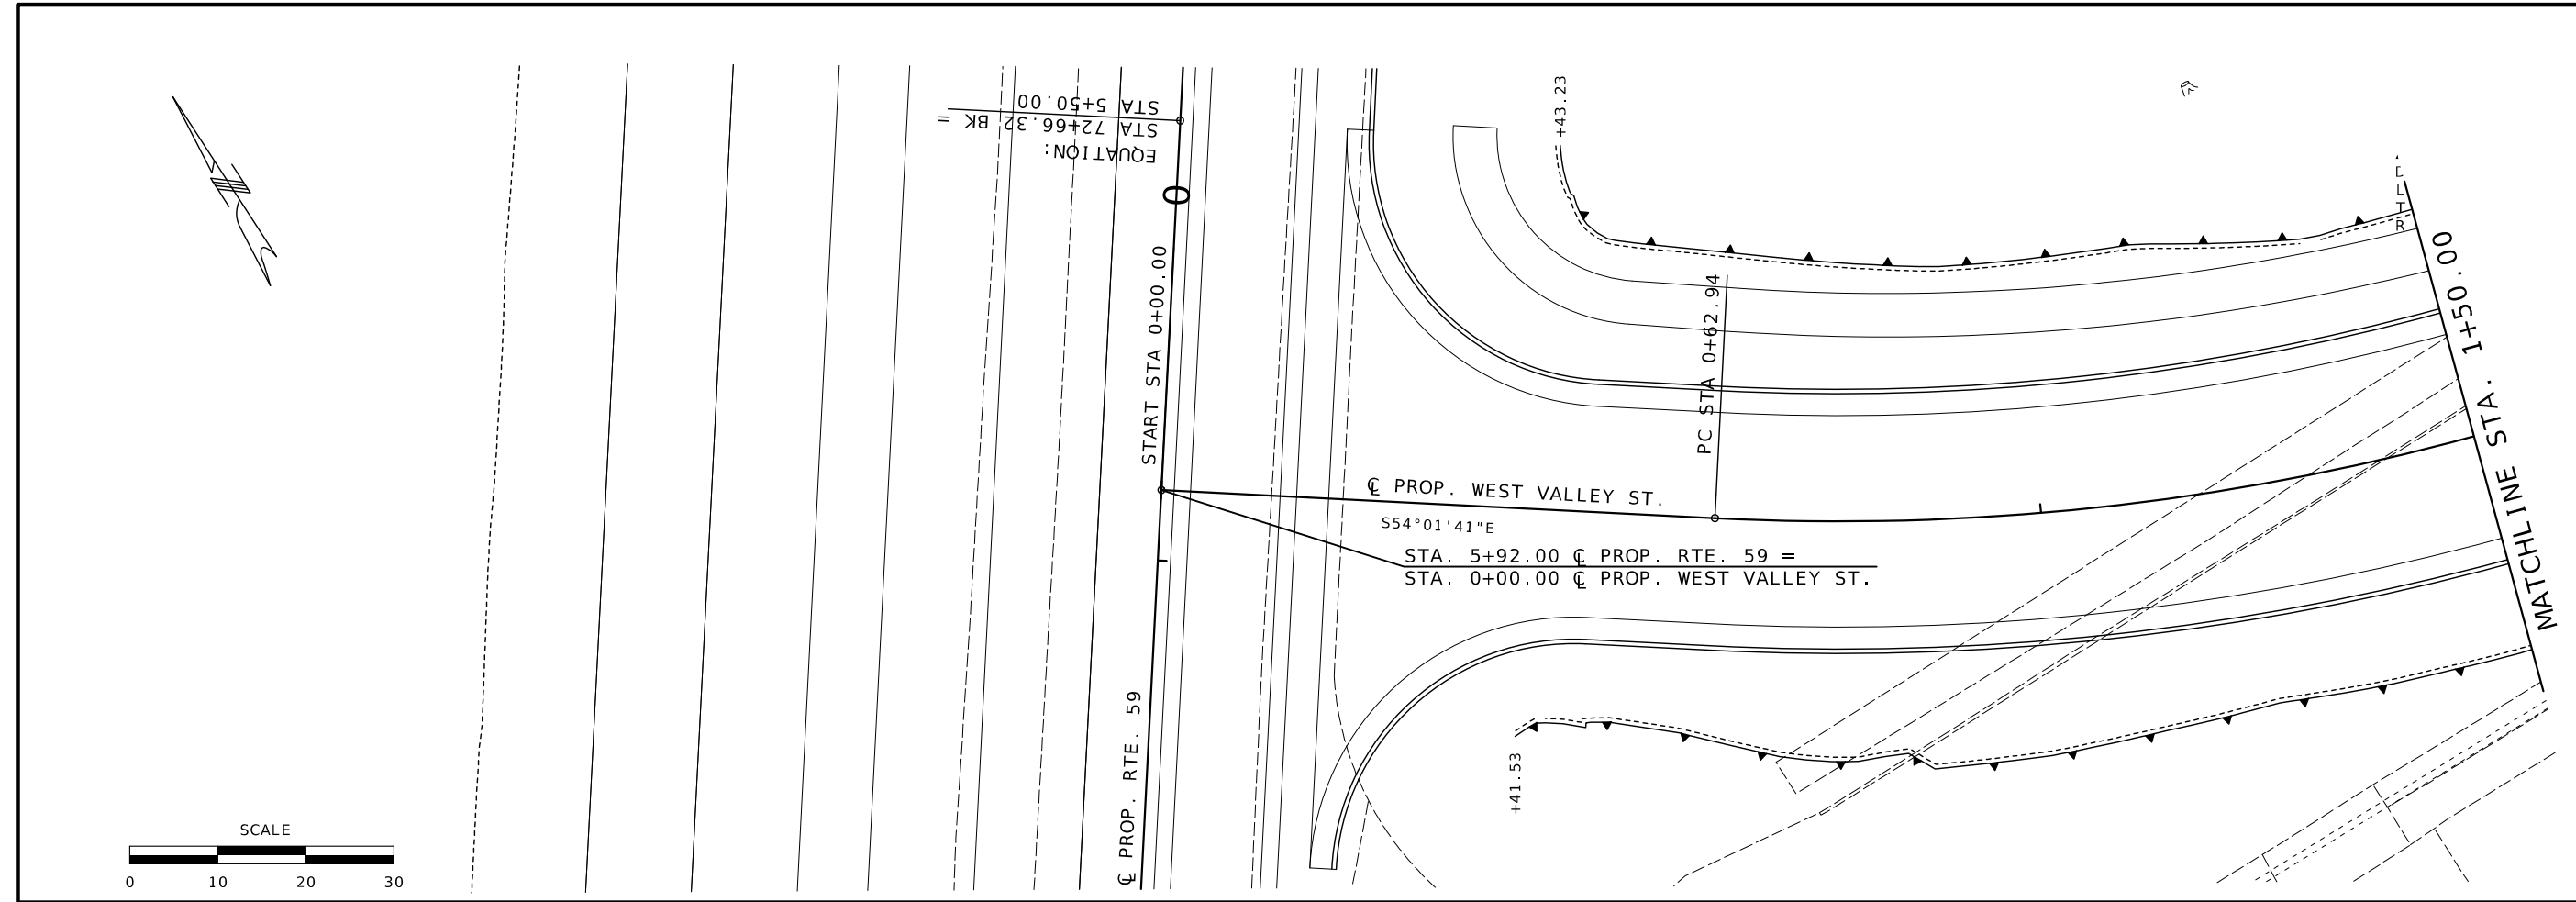 STA 5+50.00
STA 72+66.32 BK =
EQUATION:
0
START STA 0+00.00
+43.23
PC STA 0+62.94
℄ PROP. WEST VALLEY ST.
S54°01'41"E
STA. 5+92.00 ℄ PROP. RTE. 59 =
STA. 0+00.00 ℄ PROP. WEST VALLEY ST.
℄ PROP. RTE. 59
+41.53
MATCHLINE STA. 1+50.00
SCALE
0 10 20 30